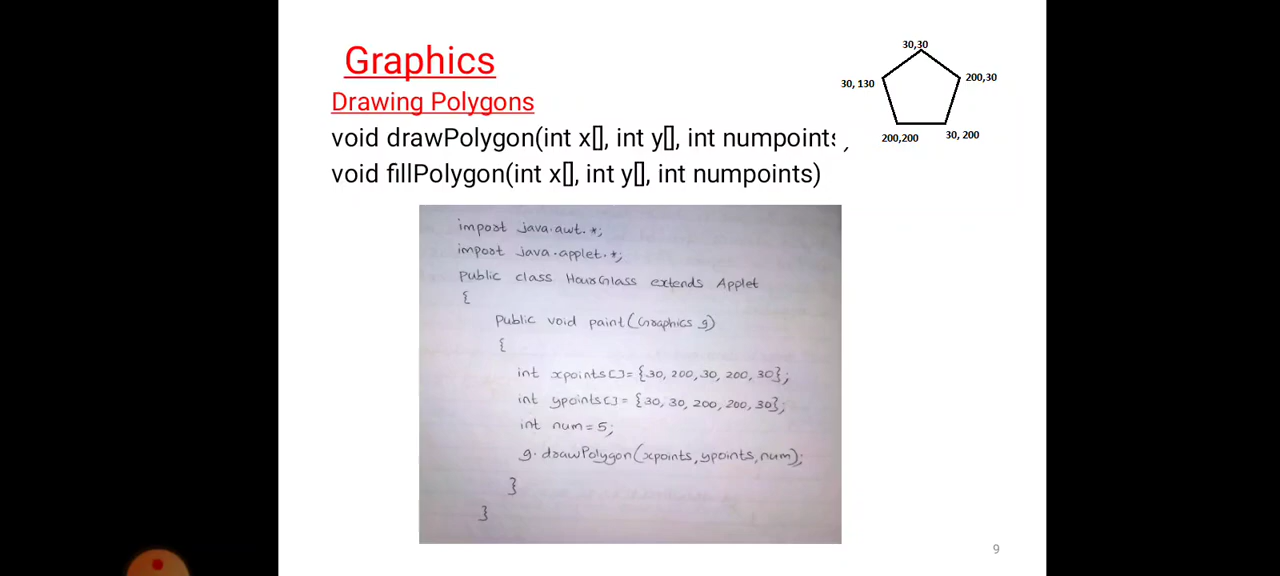 Graphics
30,30
Drawing Polygons
30, 130
200,30
void drawPolygon(int x[], int y[], int numpoints,
200,200
30, 200
void fillPolygon(int x[], int y[], int numpoints)
import java.awt.*;
import java.applet.*;
public class HourGlass extends Applet
{
public void paint(Graphics g)
{
int xpoints[]={30, 200, 30, 200, 30};
int ypoints[]={30, 30, 200, 200, 30};
int num=5;
g.drawPolygon(xpoints,ypoints,num);
}
}
9